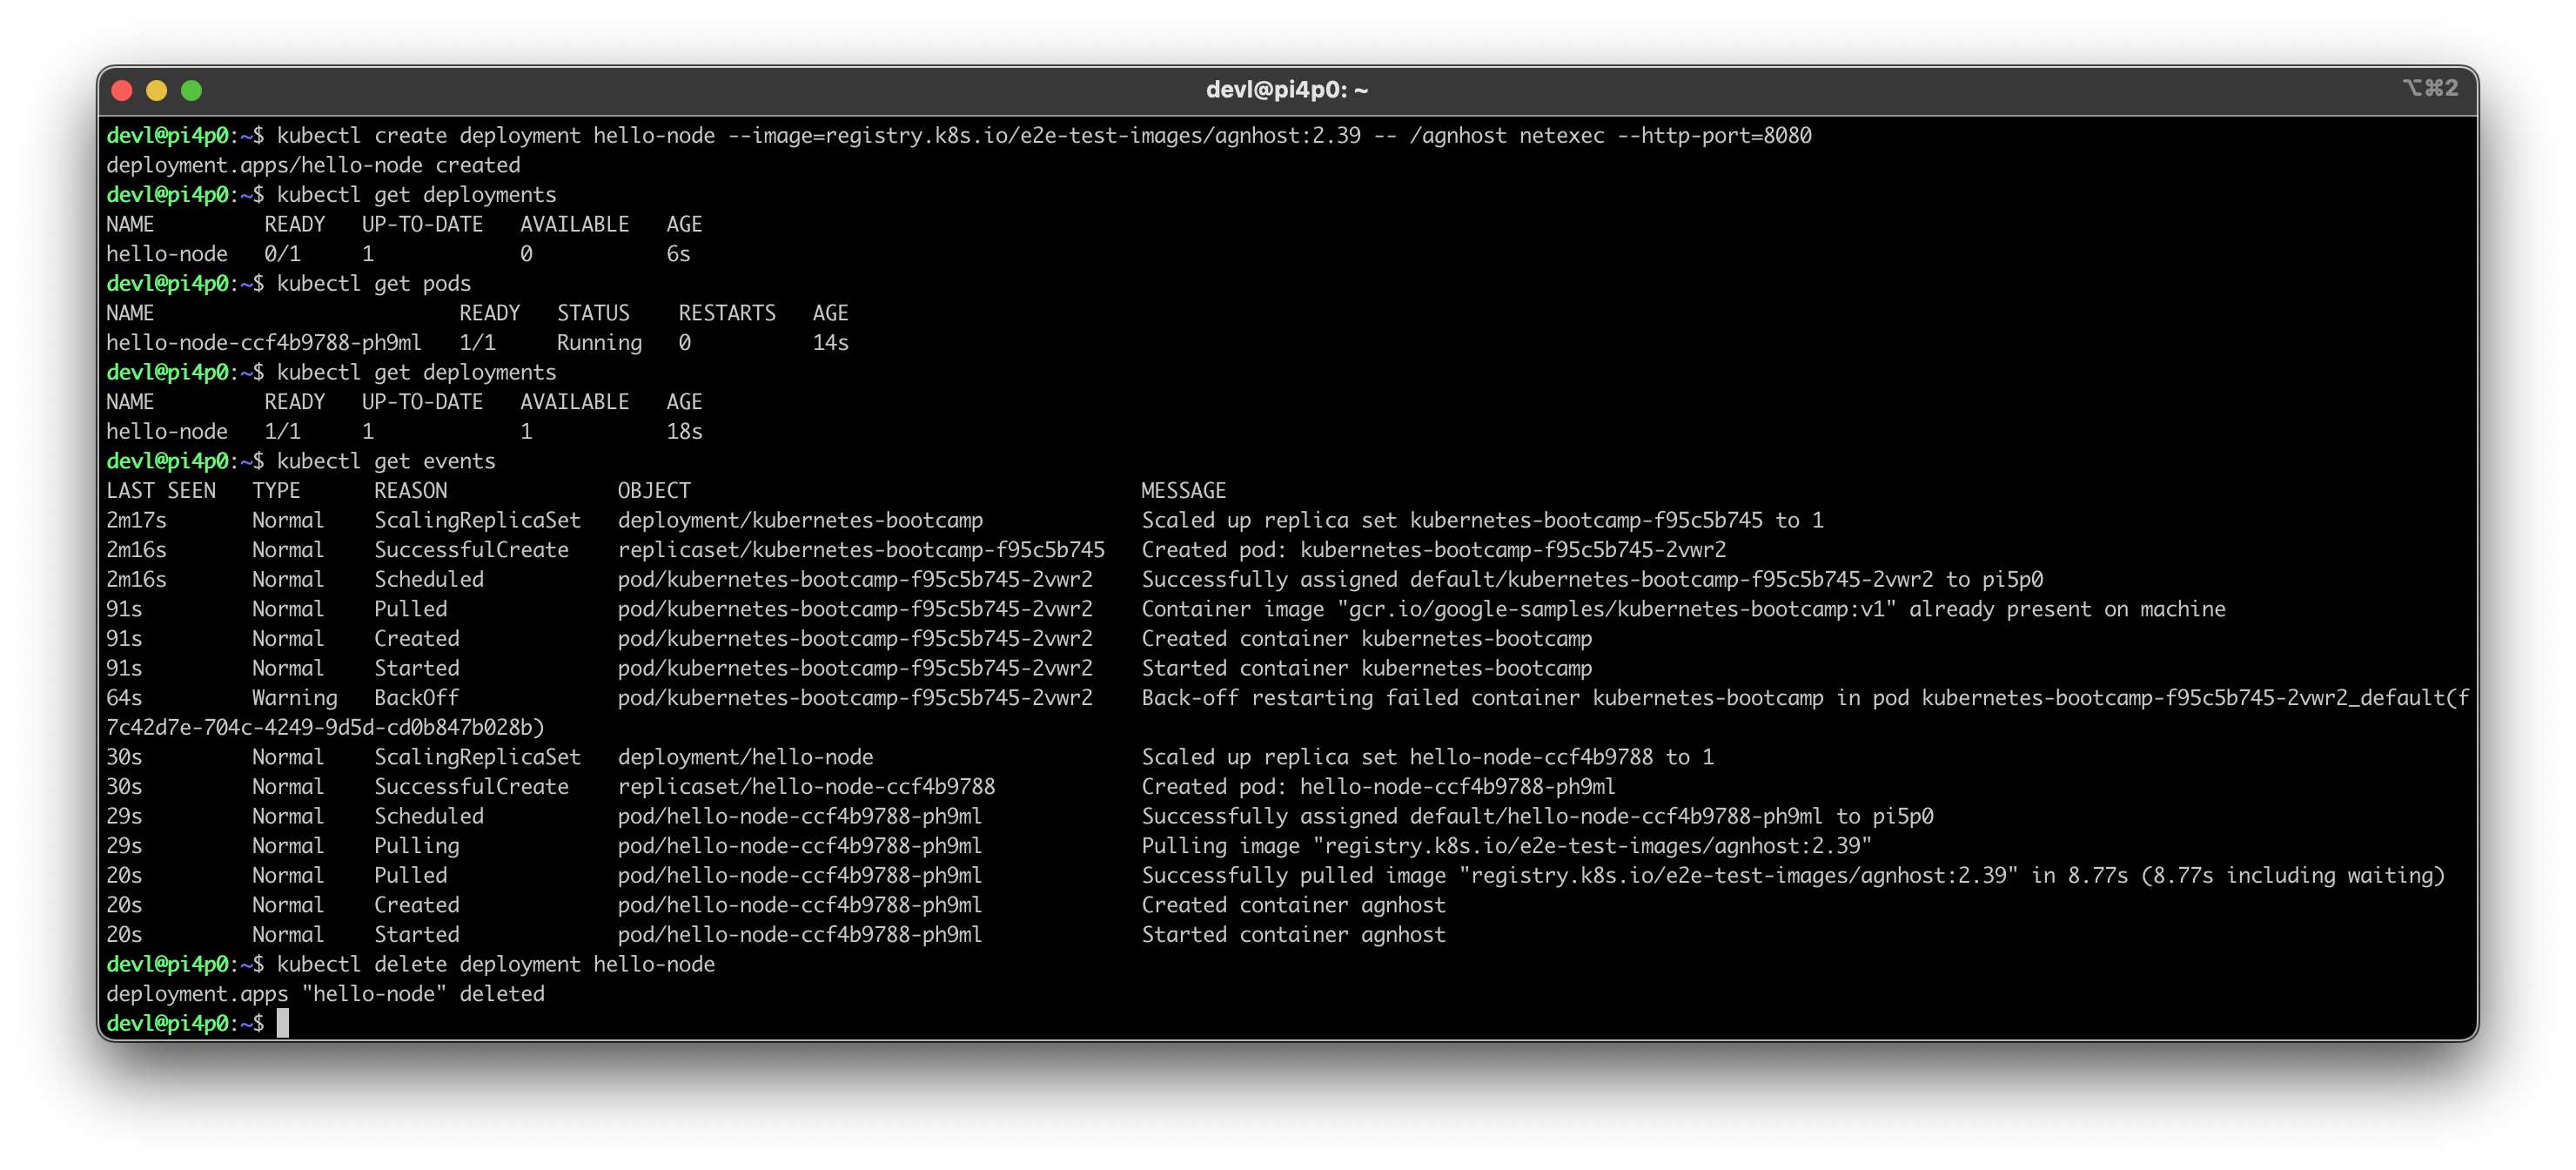 devl@pi4p0: ~
⌥⌘2
devl@pi4p0:~$ kubectl create deployment hello-node --image=registry.k8s.io/e2e-test-images/agnhost:2.39 -- /agnhost netexec --http-port=8080
deployment.apps/hello-node created
devl@pi4p0:~$ kubectl get deployments
NAME         READY   UP-TO-DATE   AVAILABLE   AGE
hello-node   0/1     1            0           6s
devl@pi4p0:~$ kubectl get pods
NAME                         READY   STATUS    RESTARTS   AGE
hello-node-ccf4b9788-ph9ml   1/1     Running   0          14s
devl@pi4p0:~$ kubectl get deployments
NAME         READY   UP-TO-DATE   AVAILABLE   AGE
hello-node   1/1     1            1           18s
devl@pi4p0:~$ kubectl get events
LAST SEEN   TYPE      REASON              OBJECT                                     MESSAGE
2m17s       Normal    ScalingReplicaSet   deployment/kubernetes-bootcamp             Scaled up replica set kubernetes-bootcamp-f95c5b745 to 1
2m16s       Normal    SuccessfulCreate    replicaset/kubernetes-bootcamp-f95c5b745   Created pod: kubernetes-bootcamp-f95c5b745-2vwr2
2m16s       Normal    Scheduled           pod/kubernetes-bootcamp-f95c5b745-2vwr2    Successfully assigned default/kubernetes-bootcamp-f95c5b745-2vwr2 to pi5p0
91s         Normal    Pulled              pod/kubernetes-bootcamp-f95c5b745-2vwr2    Container image "gcr.io/google-samples/kubernetes-bootcamp:v1" already present on machine
91s         Normal    Created             pod/kubernetes-bootcamp-f95c5b745-2vwr2    Created container kubernetes-bootcamp
91s         Normal    Started             pod/kubernetes-bootcamp-f95c5b745-2vwr2    Started container kubernetes-bootcamp
64s         Warning   BackOff             pod/kubernetes-bootcamp-f95c5b745-2vwr2    Back-off restarting failed container kubernetes-bootcamp in pod kubernetes-bootcamp-f95c5b745-2vwr2_default(f
7c42d7e-704c-4249-9d5d-cd0b847b028b)
30s         Normal    ScalingReplicaSet   deployment/hello-node                      Scaled up replica set hello-node-ccf4b9788 to 1
30s         Normal    SuccessfulCreate    replicaset/hello-node-ccf4b9788            Created pod: hello-node-ccf4b9788-ph9ml
29s         Normal    Scheduled           pod/hello-node-ccf4b9788-ph9ml             Successfully assigned default/hello-node-ccf4b9788-ph9ml to pi5p0
29s         Normal    Pulling             pod/hello-node-ccf4b9788-ph9ml             Pulling image "registry.k8s.io/e2e-test-images/agnhost:2.39"
20s         Normal    Pulled              pod/hello-node-ccf4b9788-ph9ml             Successfully pulled image "registry.k8s.io/e2e-test-images/agnhost:2.39" in 8.77s (8.77s including waiting)
20s         Normal    Created             pod/hello-node-ccf4b9788-ph9ml             Created container agnhost
20s         Normal    Started             pod/hello-node-ccf4b9788-ph9ml             Started container agnhost
devl@pi4p0:~$ kubectl delete deployment hello-node
deployment.apps "hello-node" deleted
devl@pi4p0:~$